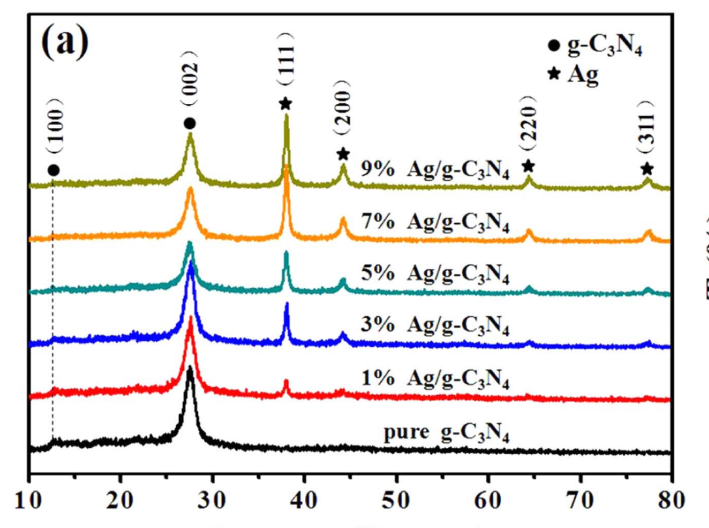 (a)
● g-C₃N₄
★ Ag
(100)
(002)
(111)
(200)
(220)
(311)
9% Ag/g-C₃N₄
7% Ag/g-C₃N₄
5% Ag/g-C₃N₄
3% Ag/g-C₃N₄
1% Ag/g-C₃N₄
pure g-C₃N₄
10 20 30 40 50 60 70 80